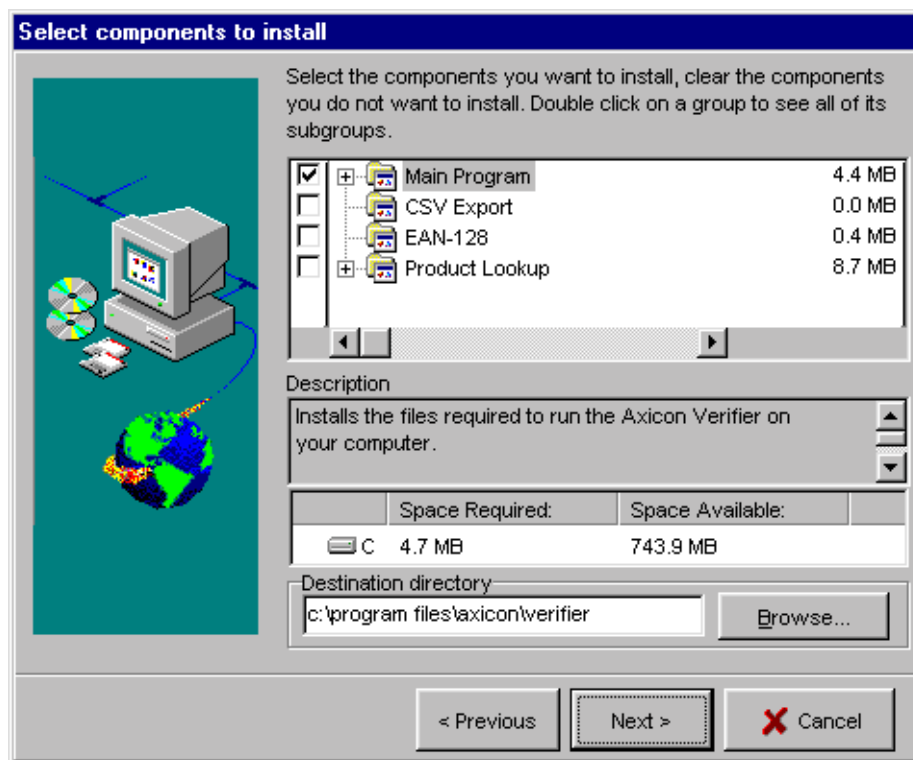 Select components to install
Select the components you want to install, clear the components
you do not want to install. Double click on a group to see all of its
subgroups.
Main Program 4.4 MB
CSV Export 0.0 MB
EAN-128 0.4 MB
Product Lookup 8.7 MB
Description
Installs the files required to run the Axicon Verifier on
your computer.
Space Required: Space Available:
C 4.7 MB 743.9 MB
Destination directory
c:\program files\axicon\verifier
Browse...
< Previous Next > Cancel